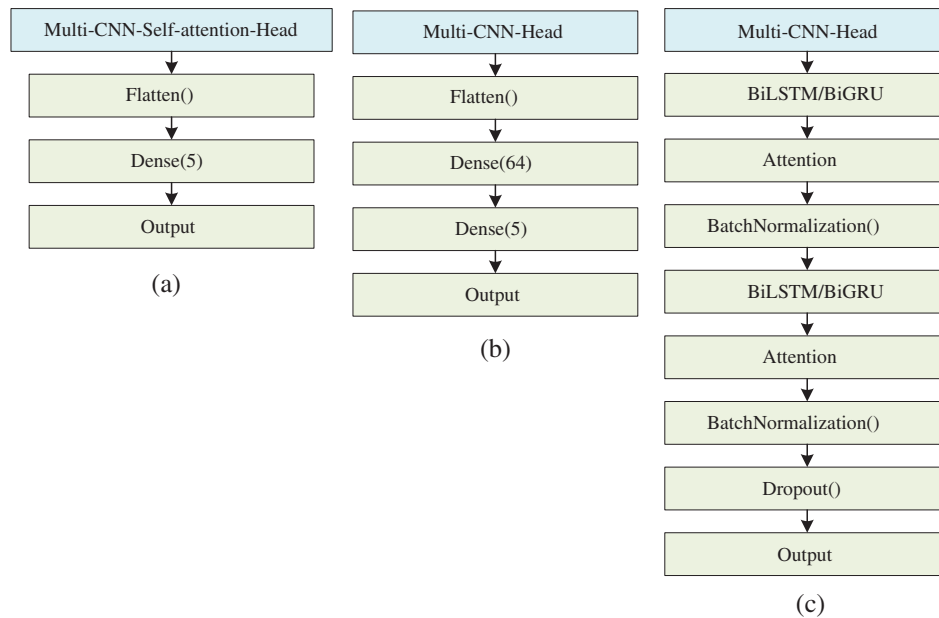 Multi-CNN-Self-attention-Head
Flatten()
Dense(5)
Output
(a)
Multi-CNN-Head
Flatten()
Dense(64)
Dense(5)
Output
(b)
Multi-CNN-Head
BiLSTM/BiGRU
Attention
BatchNormalization()
BiLSTM/BiGRU
Attention
BatchNormalization()
Dropout()
Output
(c)